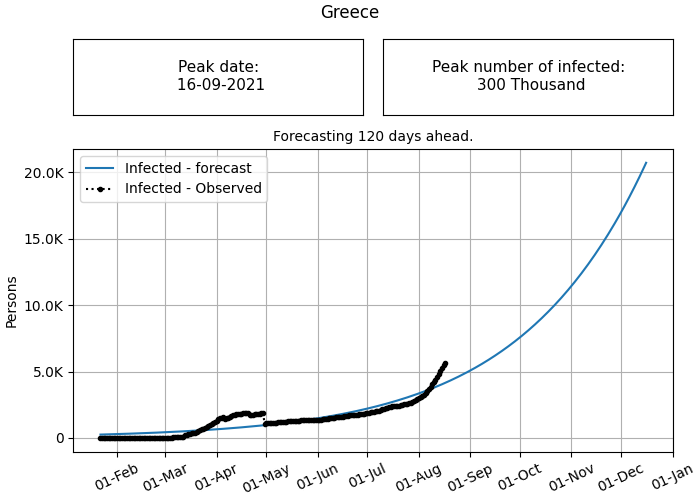 Greece
Peak date:
16-09-2021
Peak number of infected:
300 Thousand
Forecasting 120 days ahead.
Infected - forecast
Infected - Observed
Persons
20.0K
15.0K
10.0K
5.0K
0
01-Feb
01-Mar
01-Apr
01-May
01-Jun
01-Jul
01-Aug
01-Sep
01-Oct
01-Nov
01-Dec
01-Jan